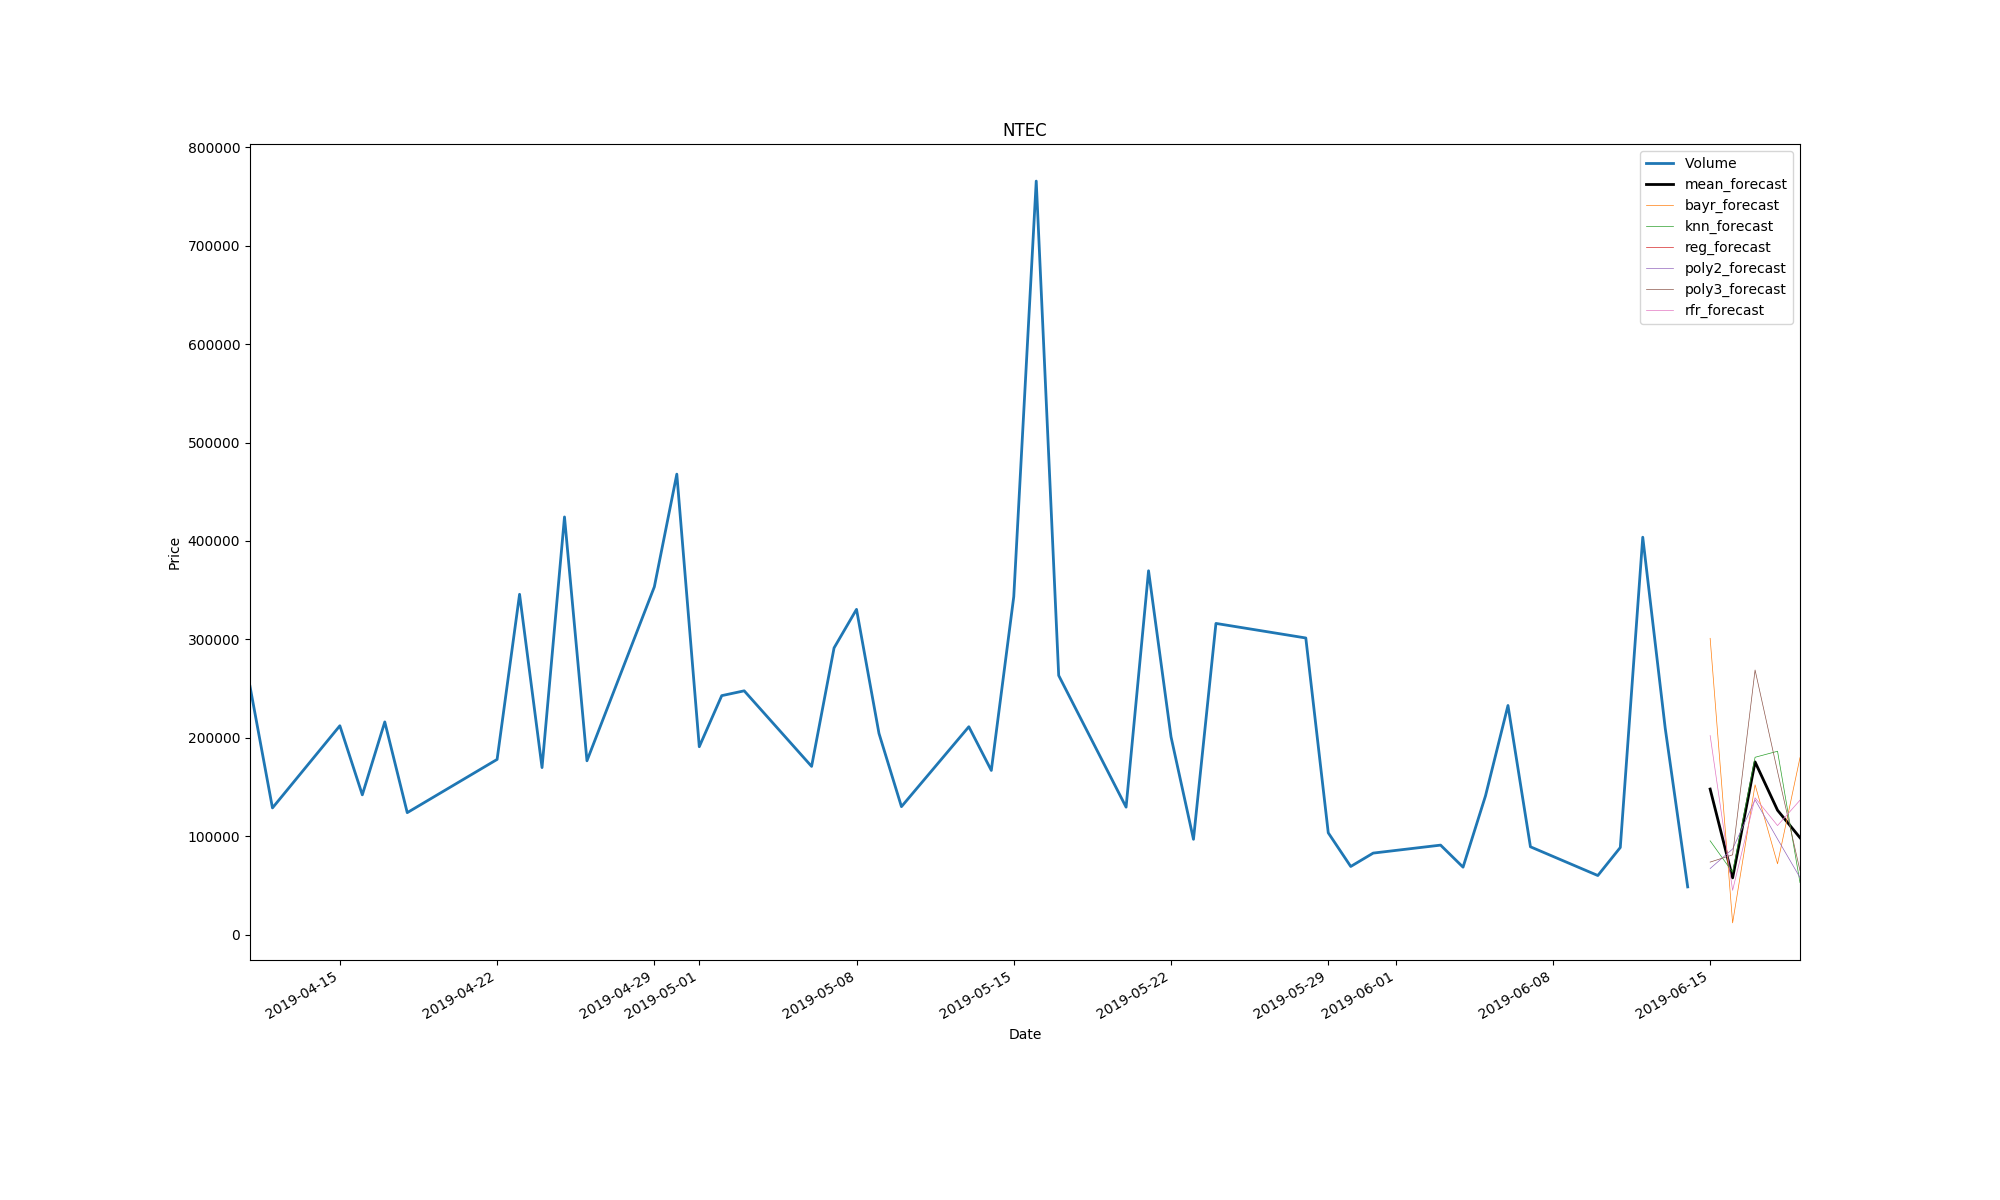 NTEC
800000
700000
600000
500000
400000
300000
200000
100000
0
Price
Volume
mean_forecast
bayr_forecast
knn_forecast
reg_forecast
poly2_forecast
poly3_forecast
rfr_forecast
2019-04-15
2019-04-22
2019-04-29
2019-05-01
2019-05-08
2019-05-15
2019-05-22
2019-05-29
2019-06-01
2019-06-08
2019-06-15
Date